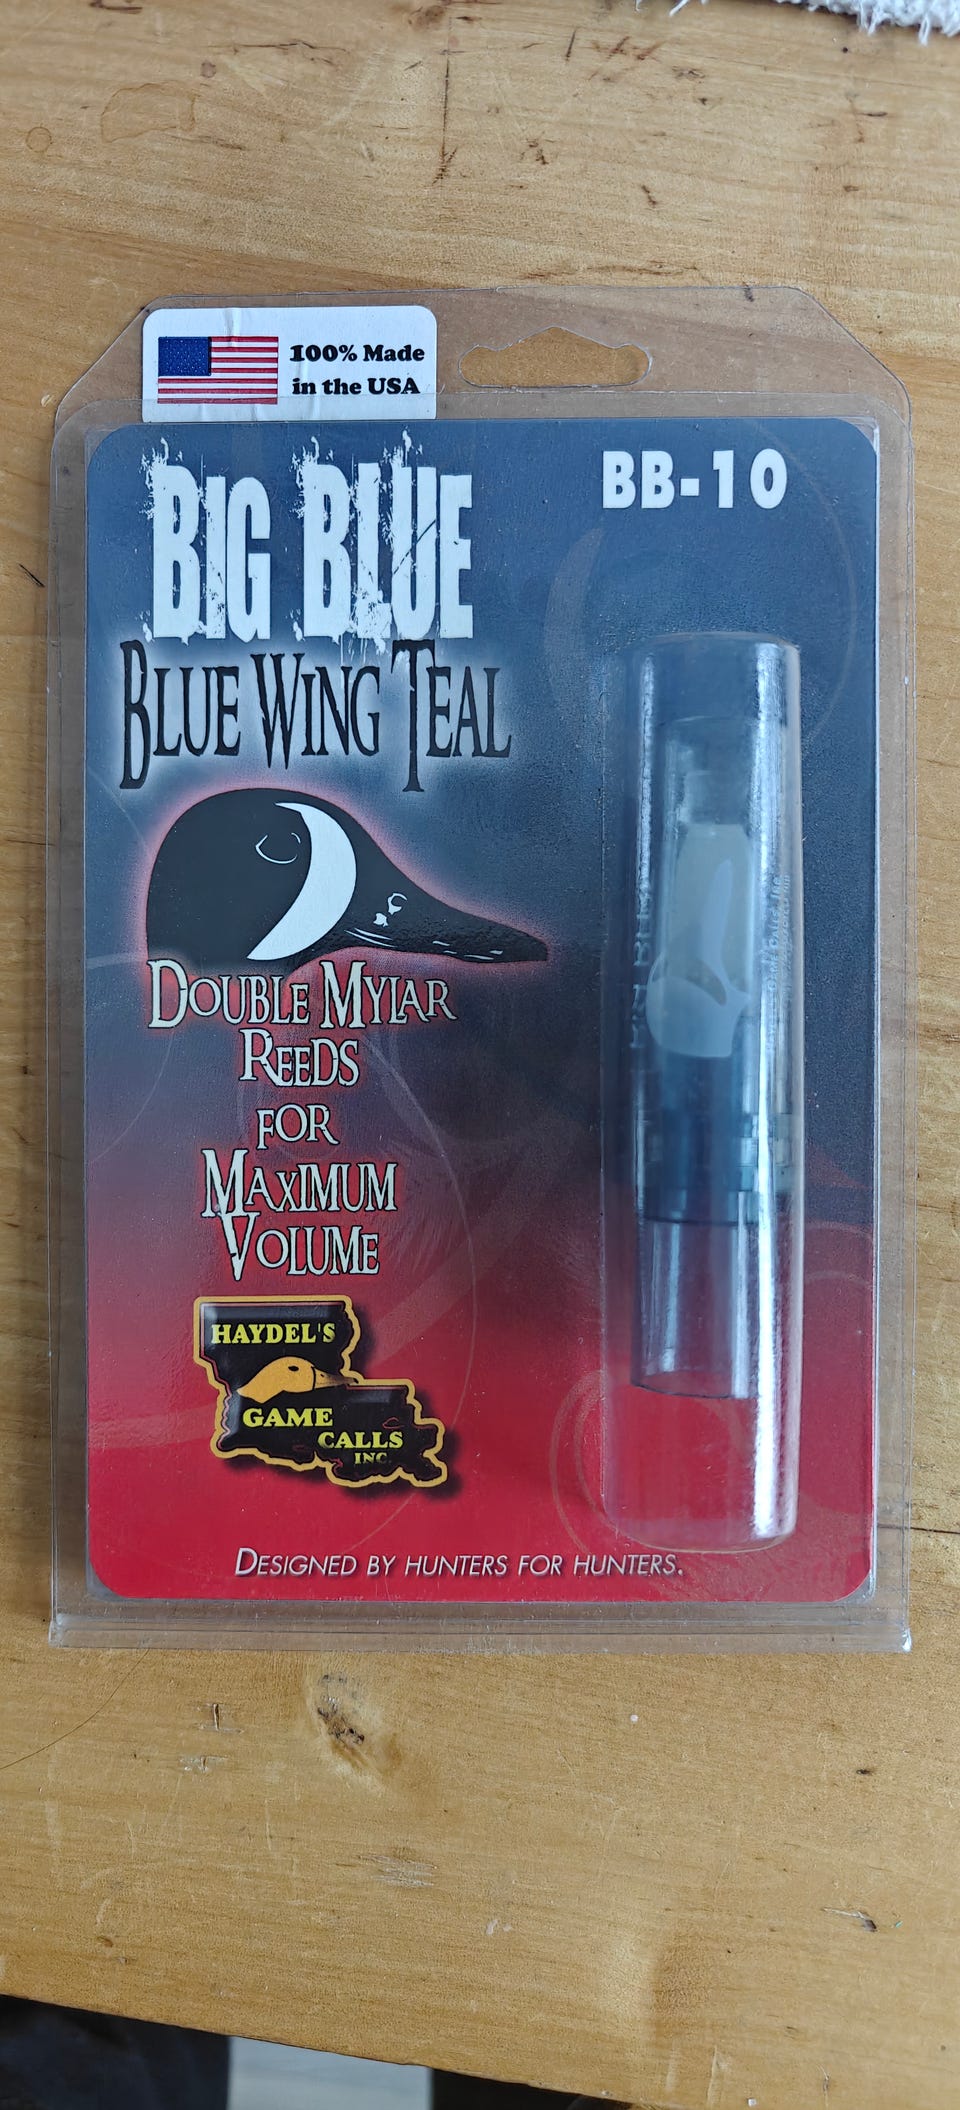 100% Made
in the USA
BIG BLUE
BB-10
BLUE WING TEAL
DOUBLE MYLAR
REEDS
FOR
MAXIMUM
VOLUME
HAYDEL'S
GAME
CALLS
INC.
DESIGNED BY HUNTERS FOR HUNTERS.